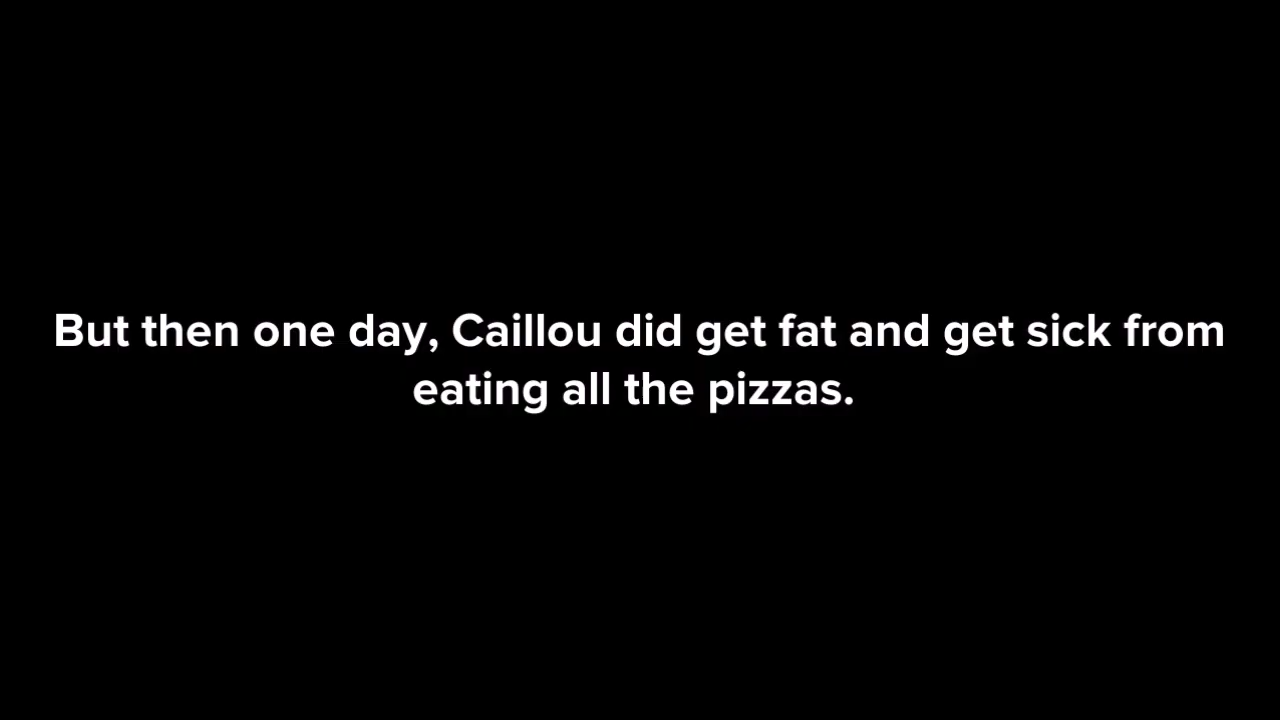 But then one day, Caillou did get fat and get sick from
eating all the pizzas.